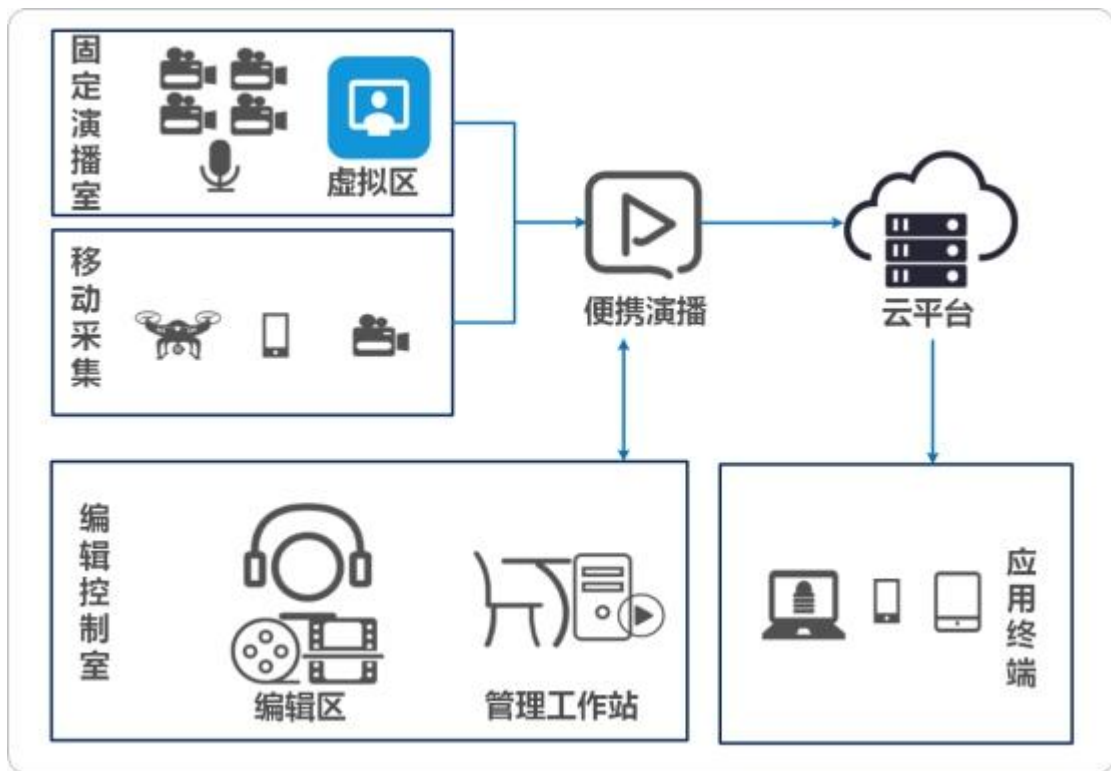 固定演播室
虚拟区
移动采集
便携演播
云平台
编辑控制室
编辑区
管理工作站
应用终端